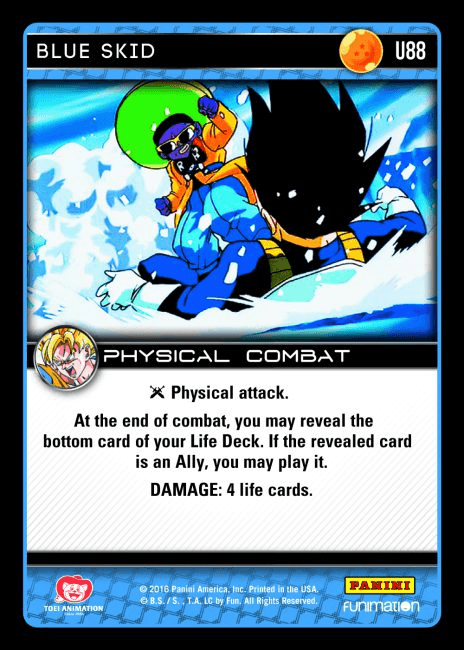 BLUE SKID
U88
PHYSICAL COMBAT
Physical attack.
At the end of combat, you may reveal the
bottom card of your Life Deck. If the revealed card
is an Ally, you may play it.
DAMAGE: 4 life cards.
TOEI ANIMATION
© 2016 Panini America, Inc. Printed in the USA.
© B.S. / S. , T.A. LC by Fun. All Rights Reserved.
PANINI
FUNIMATION